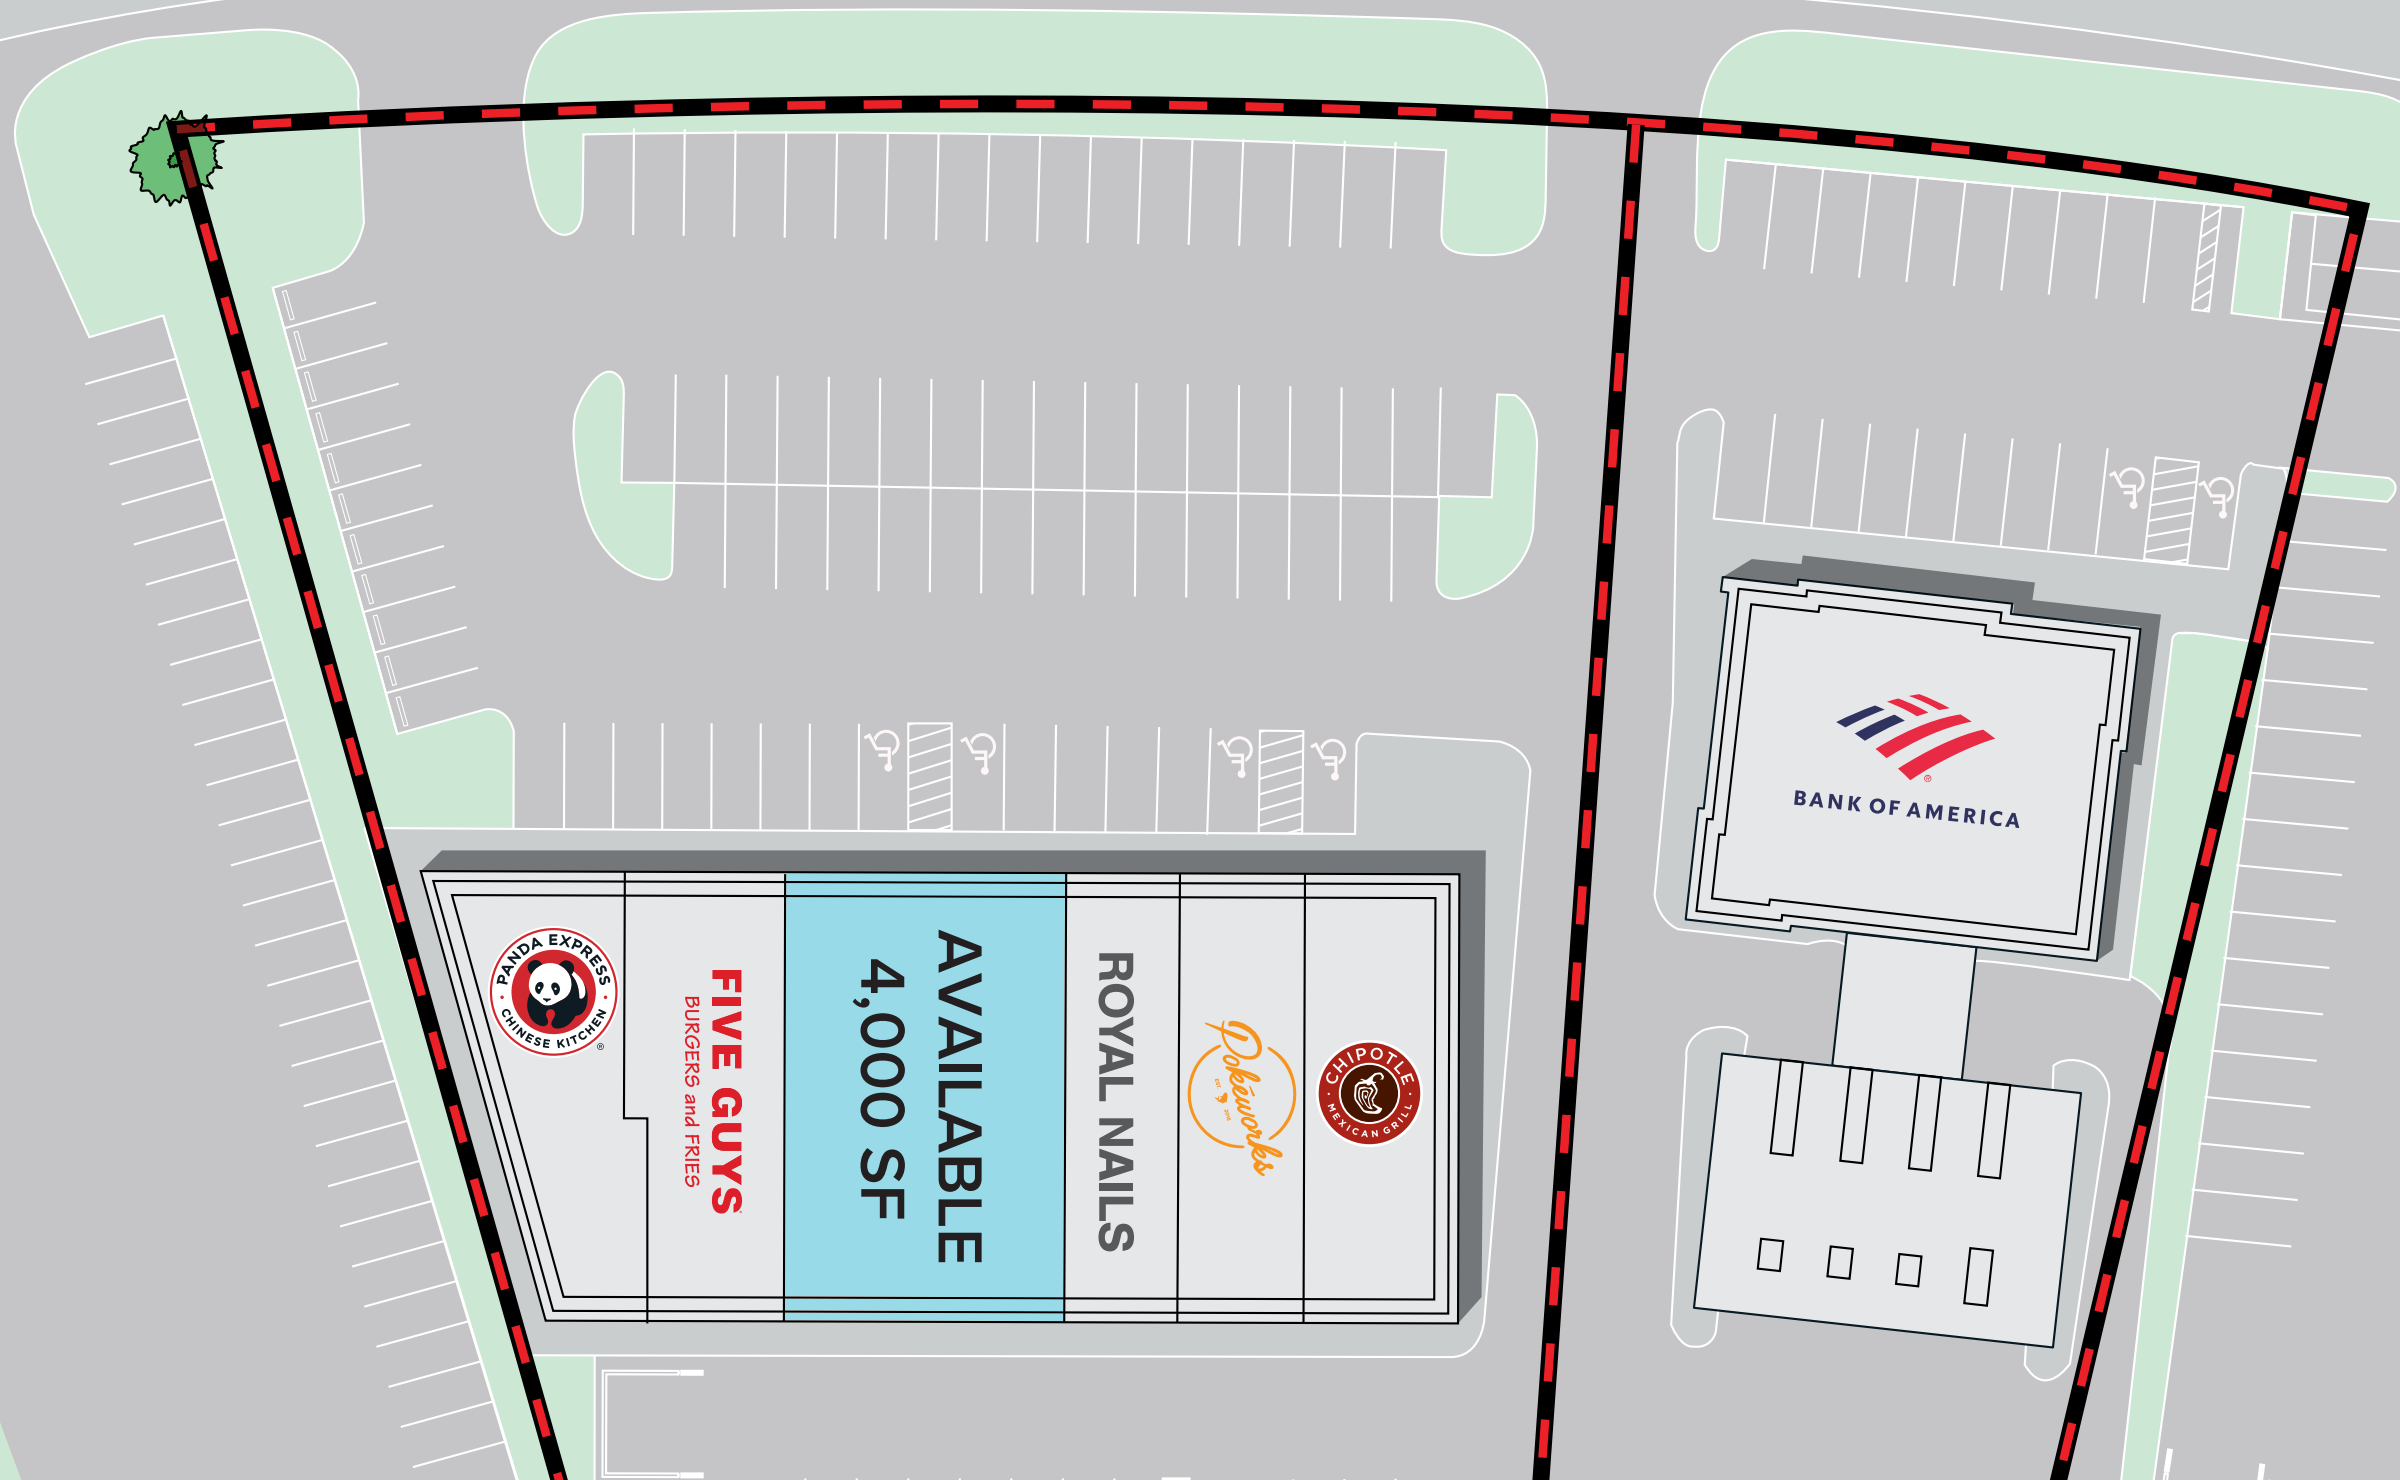 PANDA EXPRESS
CHINESE KITCHEN
®
FIVE GUYS
BURGERS and FRIES
AVAILABLE
4,000 SF
ROYAL NAILS
Pokéworks
CHIPOTLE
MEXICAN GRILL
®
BANK OF AMERICA